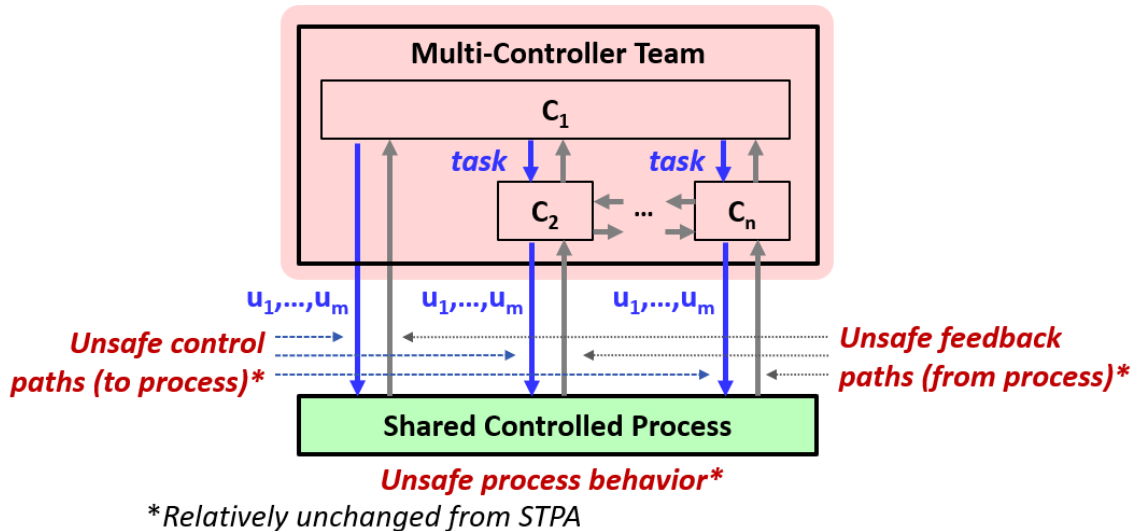 Multi-Controller Team
C₁
task task
C₂ ... Cₙ
u₁,...,uₘ u₁,...,uₘ u₁,...,uₘ
Unsafe control
paths (to process)*
Unsafe feedback
paths (from process)*
Shared Controlled Process
Unsafe process behavior*
*Relatively unchanged from STPA